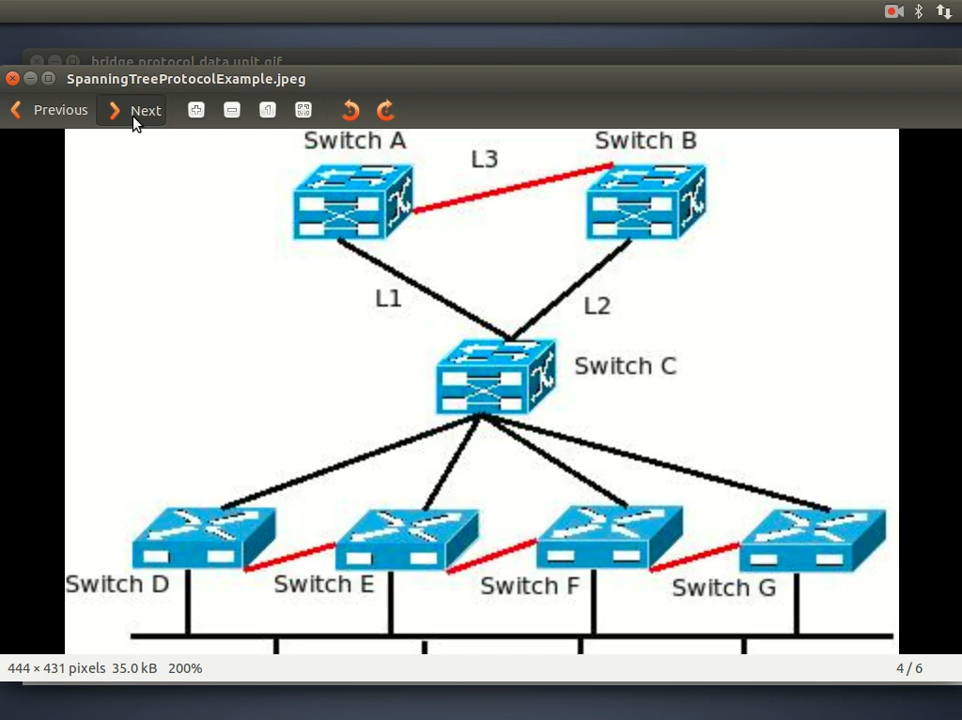 bridge protocol data unit.gif
SpanningTreeProtocolExample.jpeg
Previous Next
Switch A
Switch B
L3
L1
L2
Switch C
Switch D
Switch E
Switch F
Switch G
444 × 431 pixels 35.0 kB 200%
4 / 6